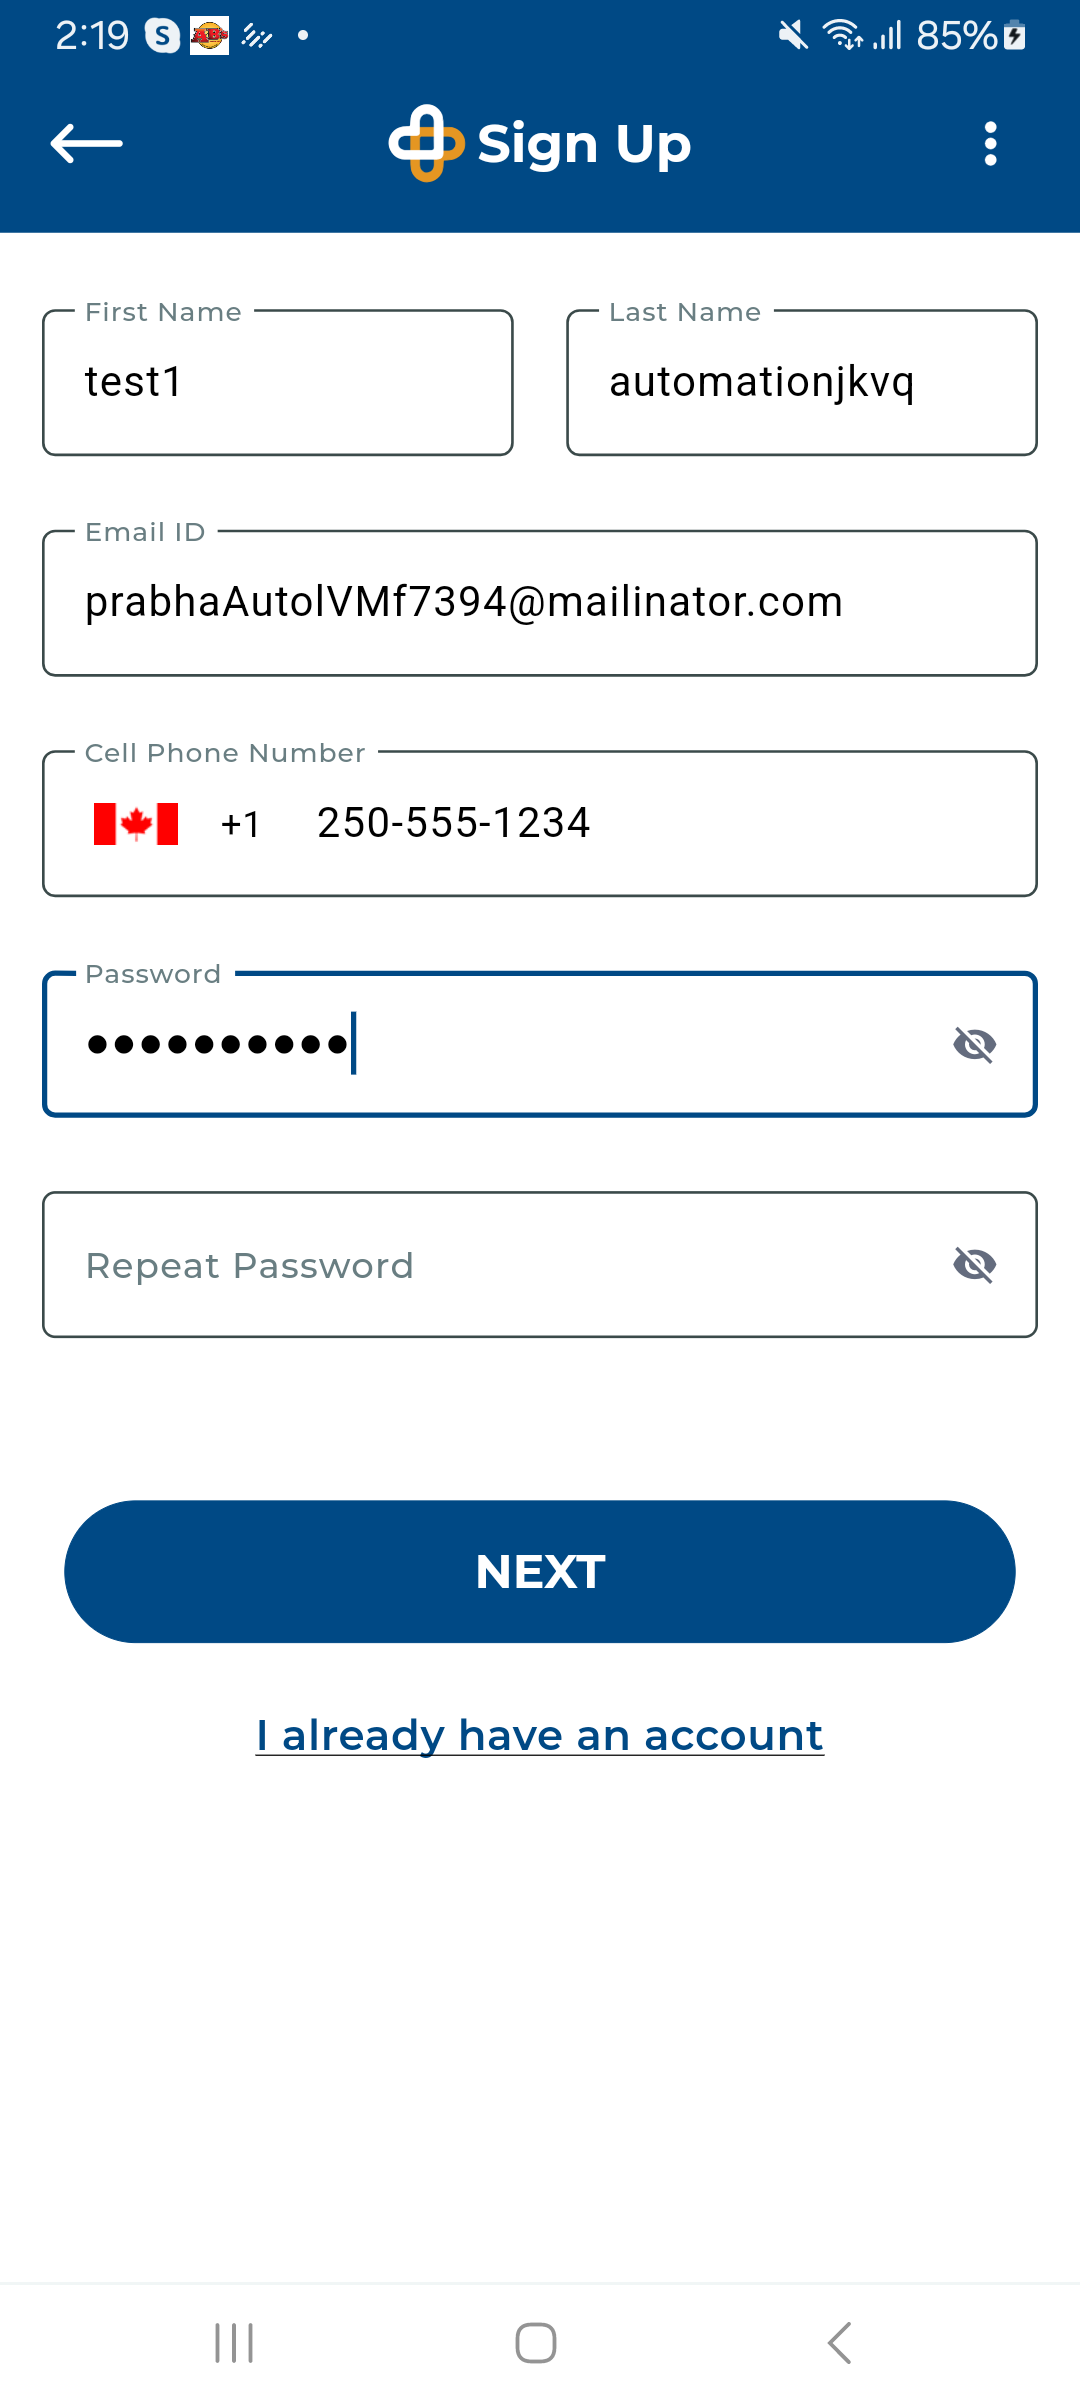 2:19
85%
Sign Up
First Name
Last Name
test1
automationjkvq
Email ID
prabhaAutolVMf7394@mailinator.com
Cell Phone Number
+1 250-555-1234
Password
••••••••••
Repeat Password
NEXT
I already have an account